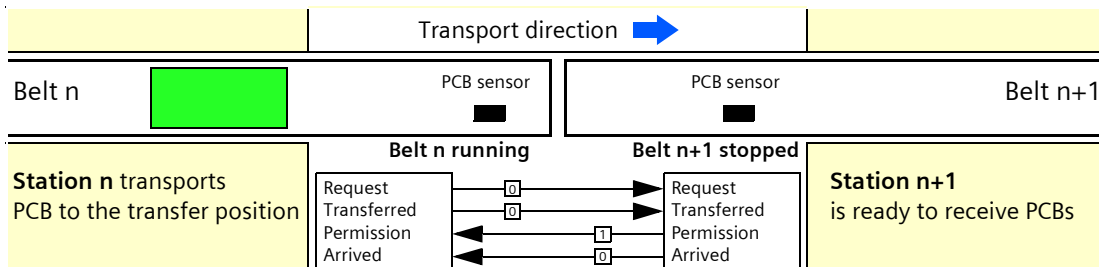 Transport direction
Belt n
PCB sensor
PCB sensor
Belt n+1
Belt n running
Belt n+1 stopped
Station n transports
PCB to the transfer position
Request
0
Request
Transferred
0
Transferred
Permission
1
Permission
Arrived
0
Arrived
Station n+1
is ready to receive PCBs